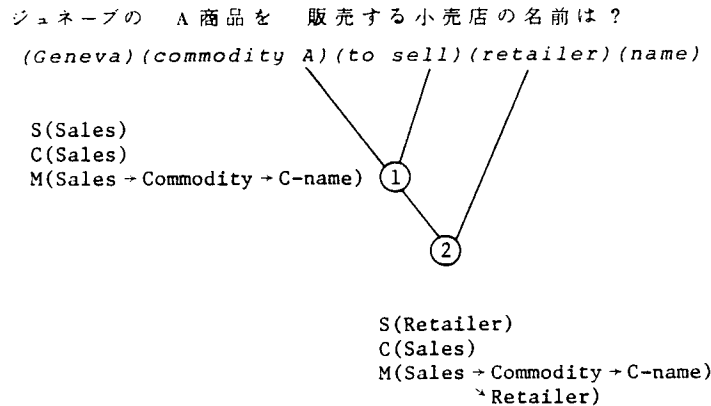 ジュネーブの A商品を 販売する小売店の名前は?
(Geneva)(commodity A)(to sell)(retailer)(name)
S(Sales)
C(Sales)
M(Sales→Commodity→C-name)
1
2
S(Retailer)
C(Sales)
M(Sales→Commodity→C-name)
↘Retailer)